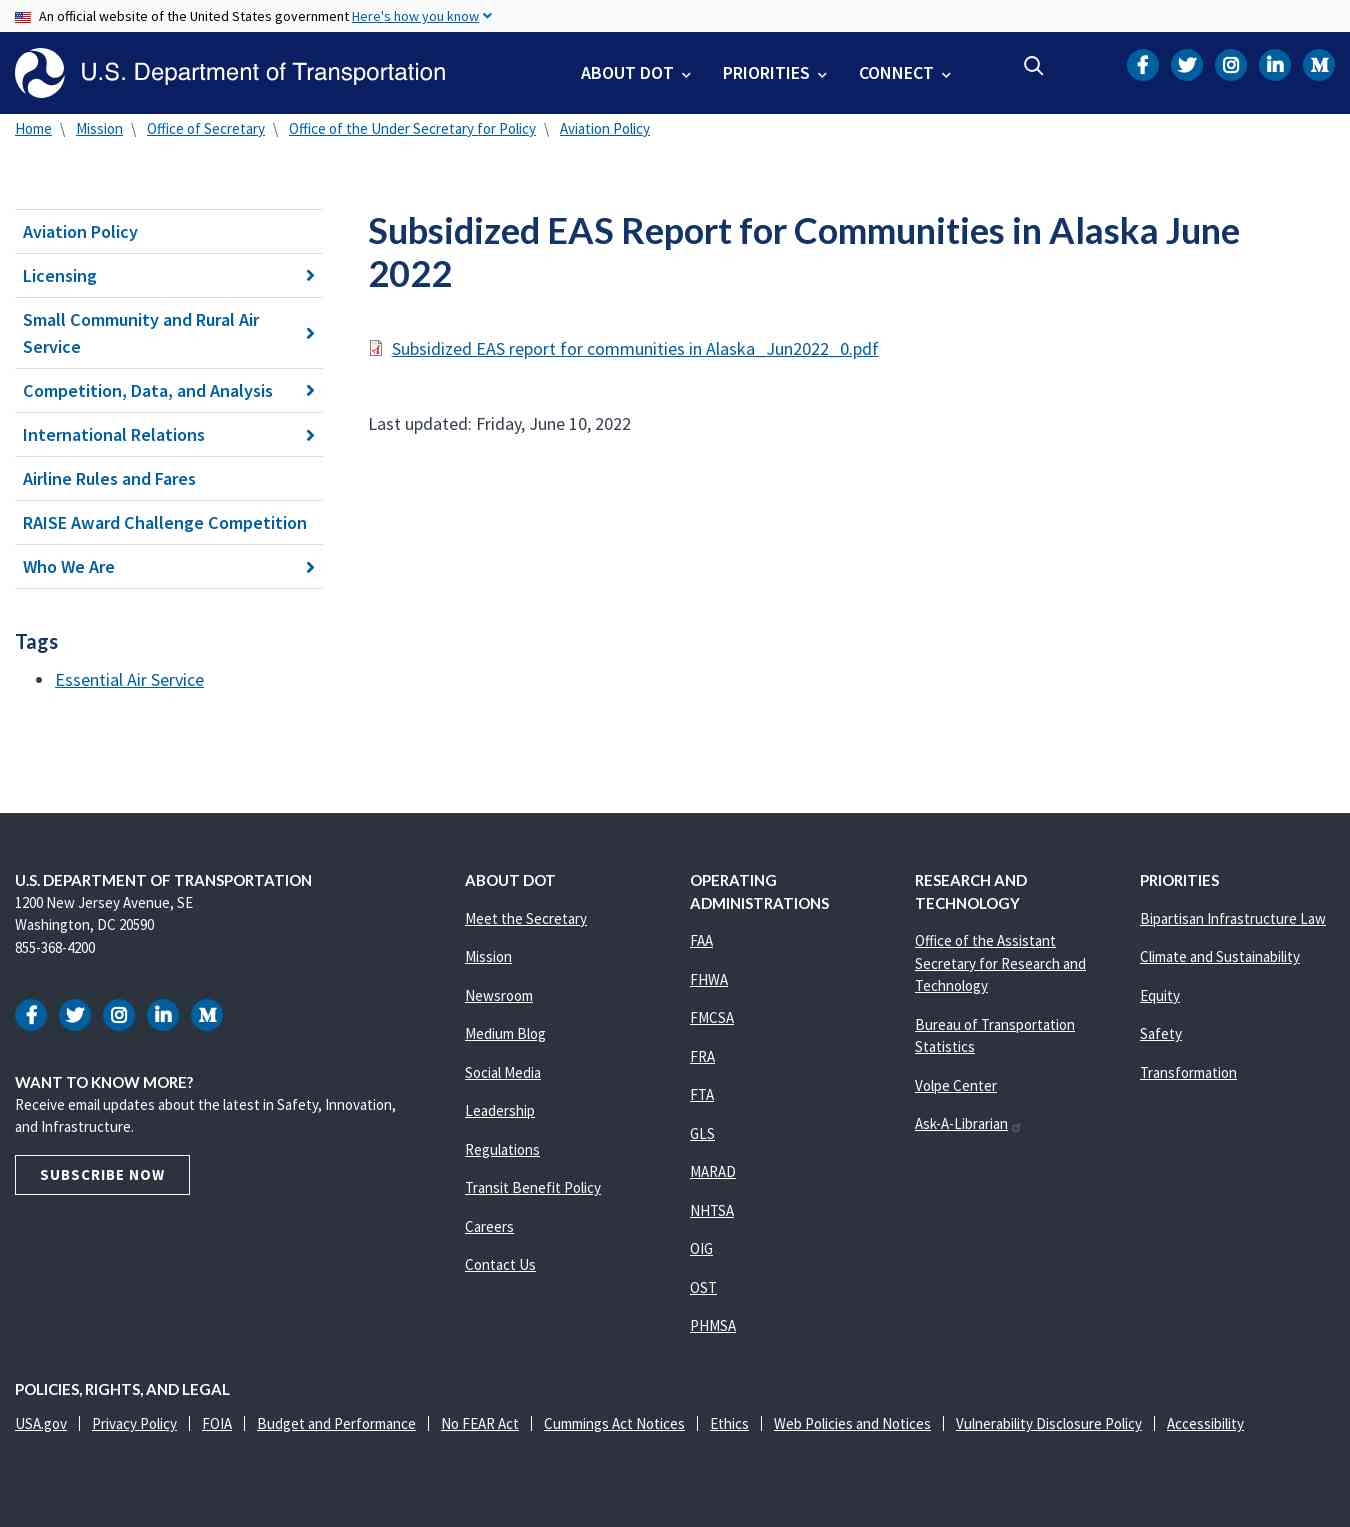 An official website of the United States government Here's how you know
U.S. Department of Transportation
ABOUT DOT
PRIORITIES
CONNECT
Home \ Mission \ Office of Secretary \ Office of the Under Secretary for Policy \ Aviation Policy
Aviation Policy
Licensing
Small Community and Rural Air
Service
Competition, Data, and Analysis
International Relations
Airline Rules and Fares
RAISE Award Challenge Competition
Who We Are
Tags
Essential Air Service
Subsidized EAS Report for Communities in Alaska June
2022
Subsidized EAS report for communities in Alaska_Jun2022_0.pdf
Last updated: Friday, June 10, 2022
U.S. DEPARTMENT OF TRANSPORTATION
1200 New Jersey Avenue, SE
Washington, DC 20590
855-368-4200
WANT TO KNOW MORE?
Receive email updates about the latest in Safety, Innovation,
and Infrastructure.
SUBSCRIBE NOW
ABOUT DOT
Meet the Secretary
Mission
Newsroom
Medium Blog
Social Media
Leadership
Regulations
Transit Benefit Policy
Careers
Contact Us
OPERATING
ADMINISTRATIONS
FAA
FHWA
FMCSA
FRA
FTA
GLS
MARAD
NHTSA
OIG
OST
PHMSA
RESEARCH AND
TECHNOLOGY
Office of the Assistant
Secretary for Research and
Technology
Bureau of Transportation
Statistics
Volpe Center
Ask-A-Librarian
PRIORITIES
Bipartisan Infrastructure Law
Climate and Sustainability
Equity
Safety
Transformation
POLICIES, RIGHTS, AND LEGAL
USA.gov | Privacy Policy | FOIA | Budget and Performance | No FEAR Act | Cummings Act Notices | Ethics | Web Policies and Notices | Vulnerability Disclosure Policy | Accessibility